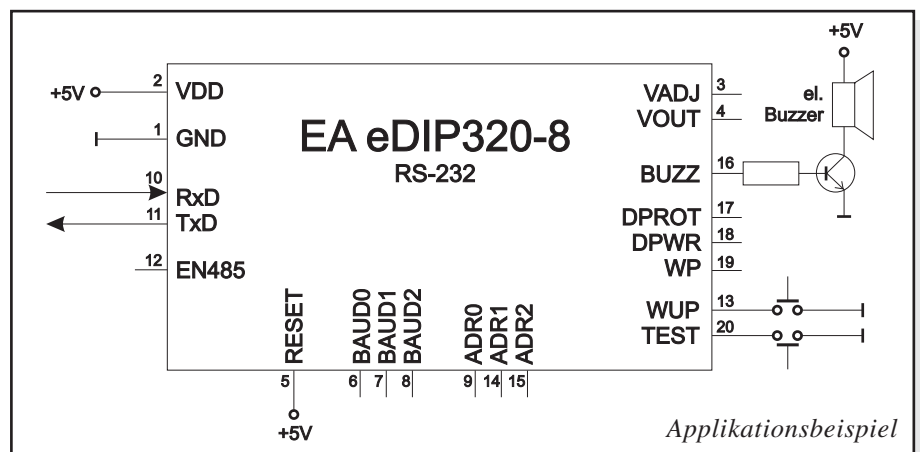 +5V
+5V
2 VDD
1 GND
10 RxD
11 TxD
12 EN485
EA eDIP320-8
RS-232
VADJ 3
VOUT 4
el.
Buzzer
BUZZ 16
DPROT 17
DPWR 18
WP 19
WUP 13
TEST 20
RESET
BAUD0
BAUD1
BAUD2
ADR0
ADR1
ADR2
5 6 7 8 9 14 15
+5V
Applikationsbeispiel